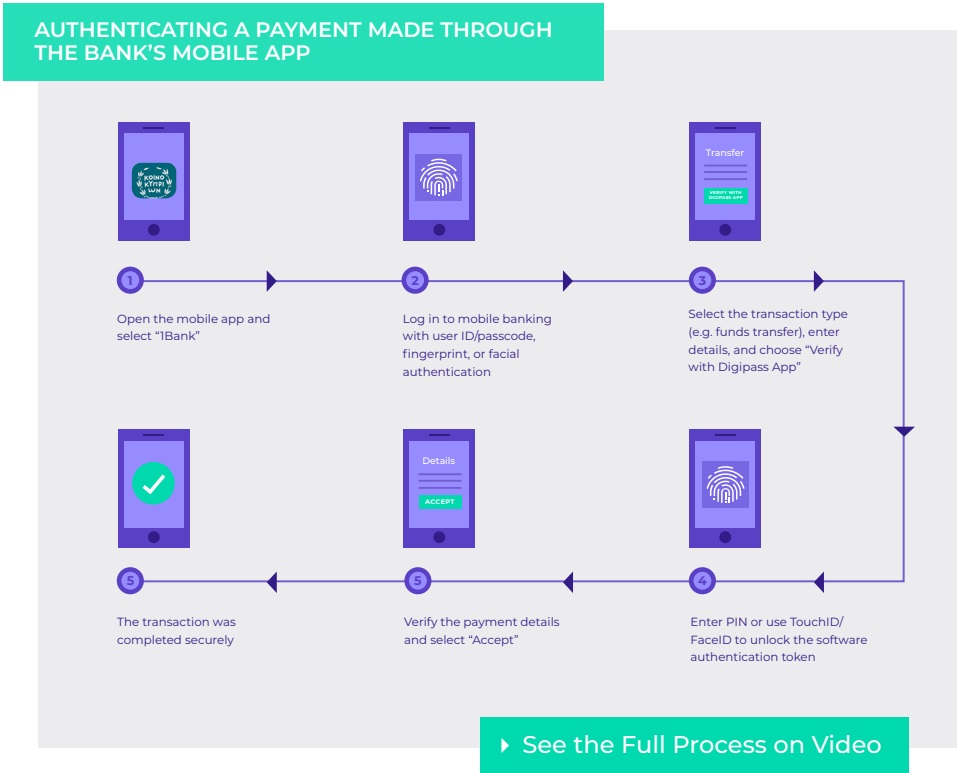 AUTHENTICATING A PAYMENT MADE THROUGH
THE BANK’S MOBILE APP
KOINO
KYΠPI
WN
Transfer
VERIFY WITH
DIGIPASS APP
1
2
3
Open the mobile app and
select “1Bank”
Log in to mobile banking
with user ID/passcode,
fingerprint, or facial
authentication
Select the transaction type
(e.g. funds transfer), enter
details, and choose “Verify
with Digipass App”
Details
ACCEPT
5
5
4
The transaction was
completed securely
Verify the payment details
and select “Accept”
Enter PIN or use TouchID/
FaceID to unlock the software
authentication token
See the Full Process on Video